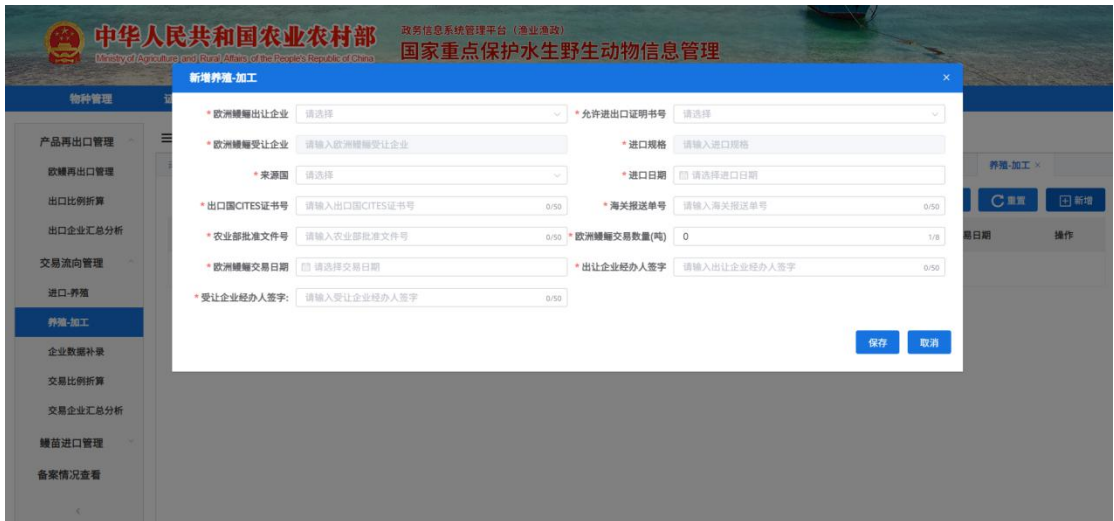 中华人民共和国农业农村部
Ministry of Agriculture and Rural Affairs of the People's Republic of China
政务信息系统管理平台（渔业渔政）
国家重点保护水生野生动物信息管理
物种管理
新增养殖-加工 ×
* 欧洲鳗鲡出让企业 请选择
* 允许进出口证明书号 请选择
* 欧洲鳗鲡受让企业 请输入欧洲鳗鲡受让企业
* 进口规格 请输入进口规格
* 来源国 请选择
* 进口日期 请选择进口日期
* 出口国CITES证书号 请输入出口国CITES证书号 0/50
* 海关报送单号 请输入海关报送单号 0/50
* 农业部批准文件号 请输入农业部批准文件号 0/50
* 欧洲鳗鲡交易数量(吨) 0 1/8
* 欧洲鳗鲡交易日期 请选择交易日期
* 出让企业经办人签字 请输入出让企业经办人签字 0/50
* 受让企业经办人签字: 请输入受让企业经办人签字 0/50
保存 取消
产品再出口管理
欧鳗再出口管理
出口比例折算
出口企业汇总分析
交易流向管理
进口-养殖
养殖-加工
企业数据补录
交易比例折算
交易企业汇总分析
鳗苗进口管理
备案情况查看
养殖-加工 ×
重置 新增
易日期 操作